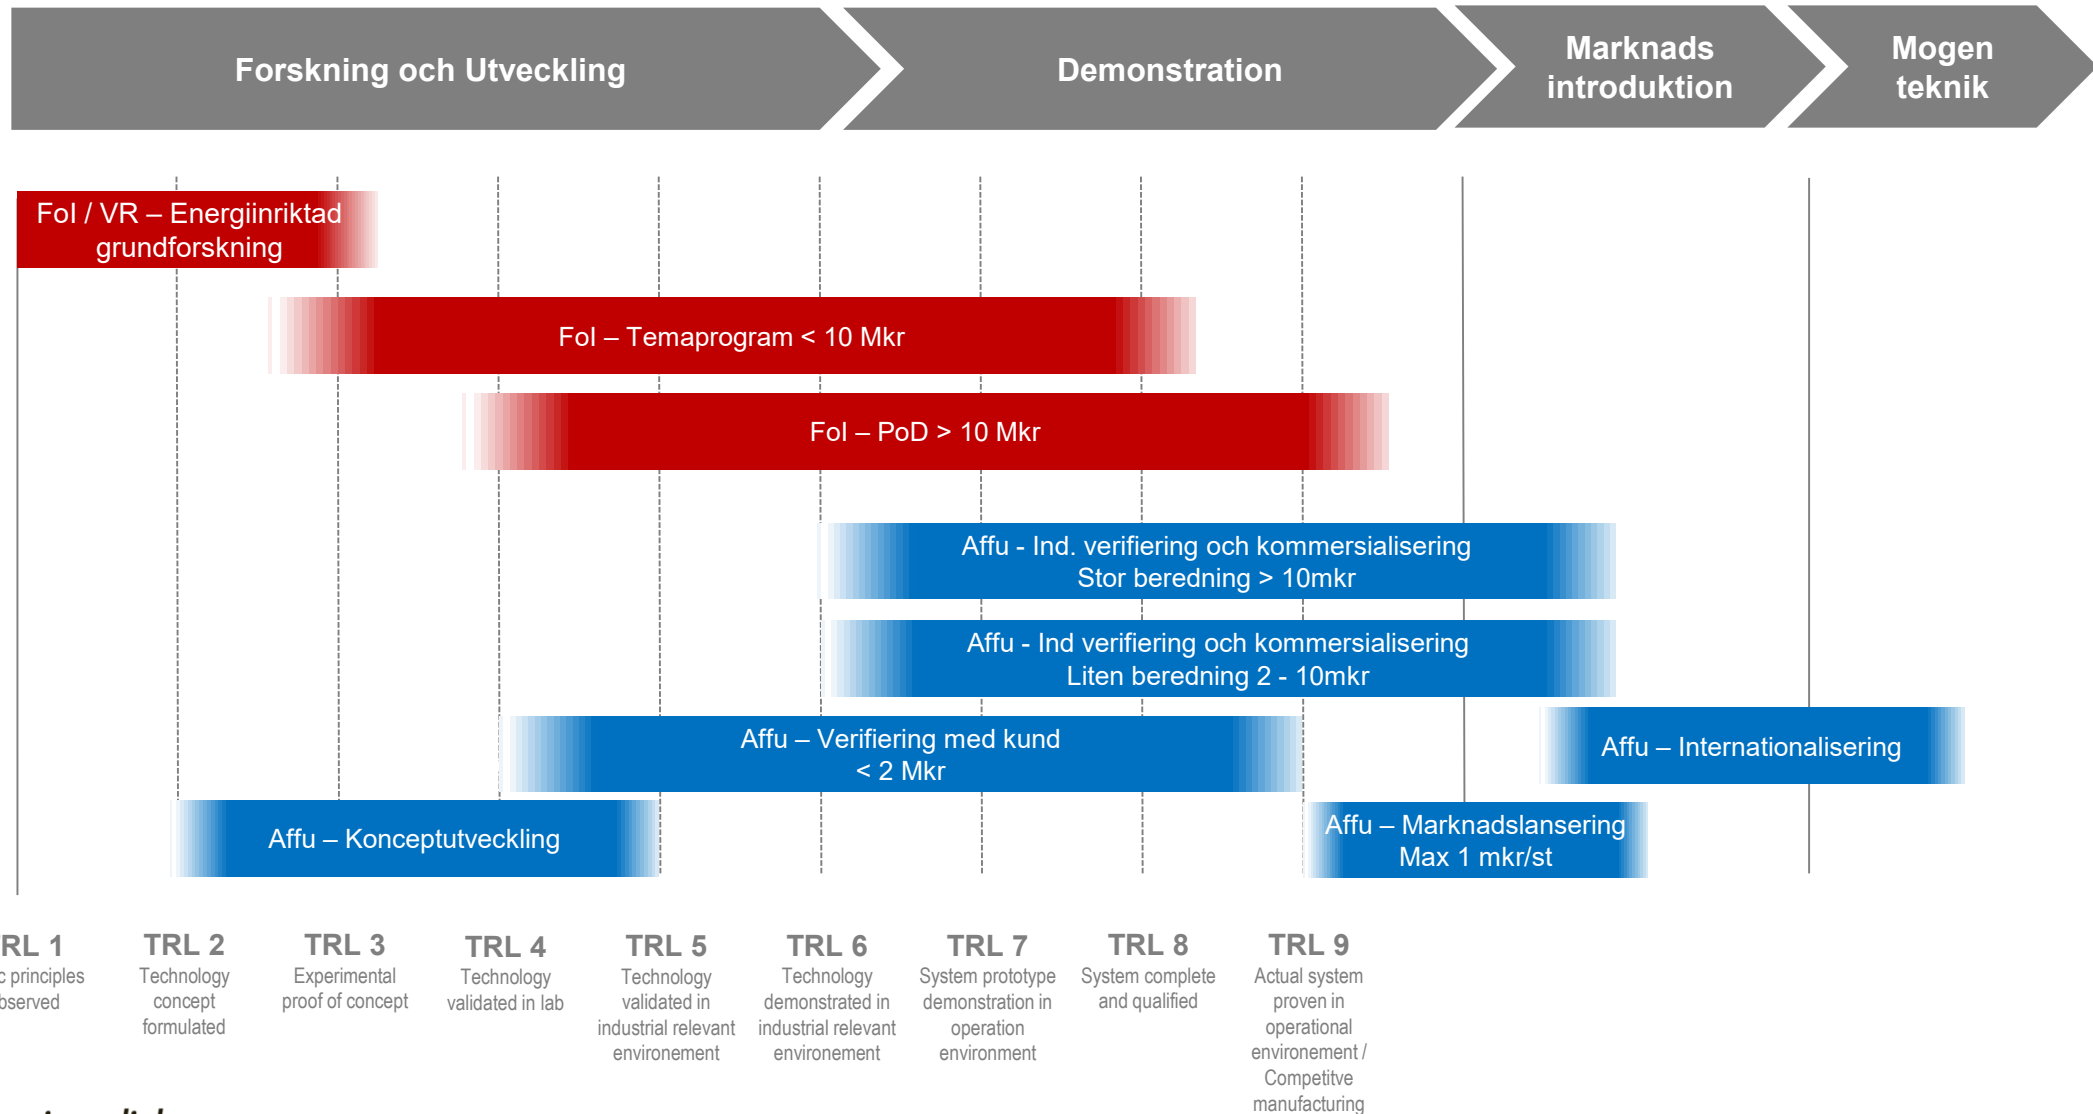 Forskning och Utveckling
Demonstration
Marknads
introduktion
Mogen
teknik
FoI / VR – Energiinriktad
grundforskning
FoI – Temaprogram < 10 Mkr
FoI – PoD > 10 Mkr
Affu - Ind. verifiering och kommersialisering
Stor beredning > 10mkr
Affu - Ind verifiering och kommersialisering
Liten beredning 2 - 10mkr
Affu – Verifiering med kund
< 2 Mkr
Affu – Internationalisering
Affu – Konceptutveckling
Affu – Marknadslansering
Max 1 mkr/st
RL 1
c principles
bserved
TRL 2
Technology
concept
formulated
TRL 3
Experimental
proof of concept
TRL 4
Technology
validated in lab
TRL 5
Technology
validated in
industrial relevant
environement
TRL 6
Technology
demonstrated in
industrial relevant
environement
TRL 7
System prototype
demonstration in
operation
environment
TRL 8
System complete
and qualified
TRL 9
Actual system
proven in
operational
environement /
Competitve
manufacturing